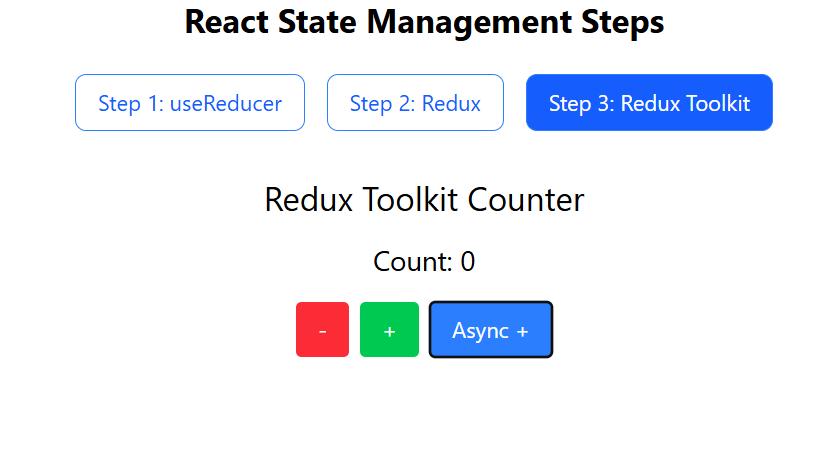 React State Management Steps
Step 1: useReducer
Step 2: Redux
Step 3: Redux Toolkit
Redux Toolkit Counter
Count: 0
-
+
Async +